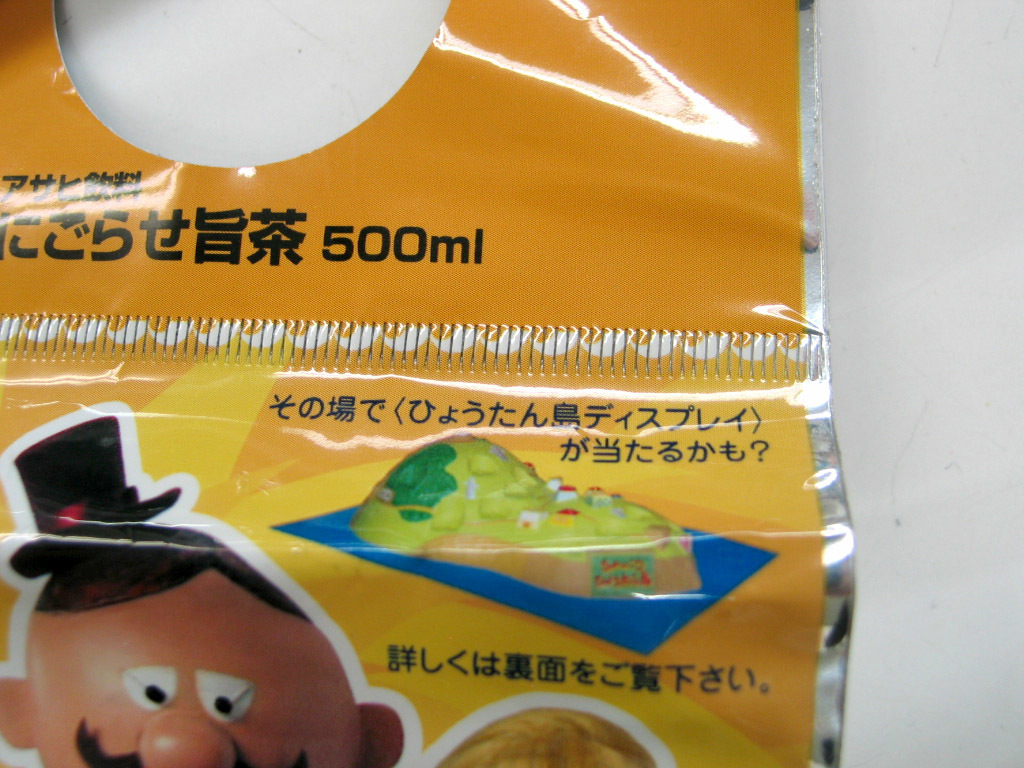 アサヒ飲料
にごらせ旨茶 500ml
その場で〈ひょうたん島ディスプレイ〉
が当たるかも？
詳しくは裏面をご覧下さい。